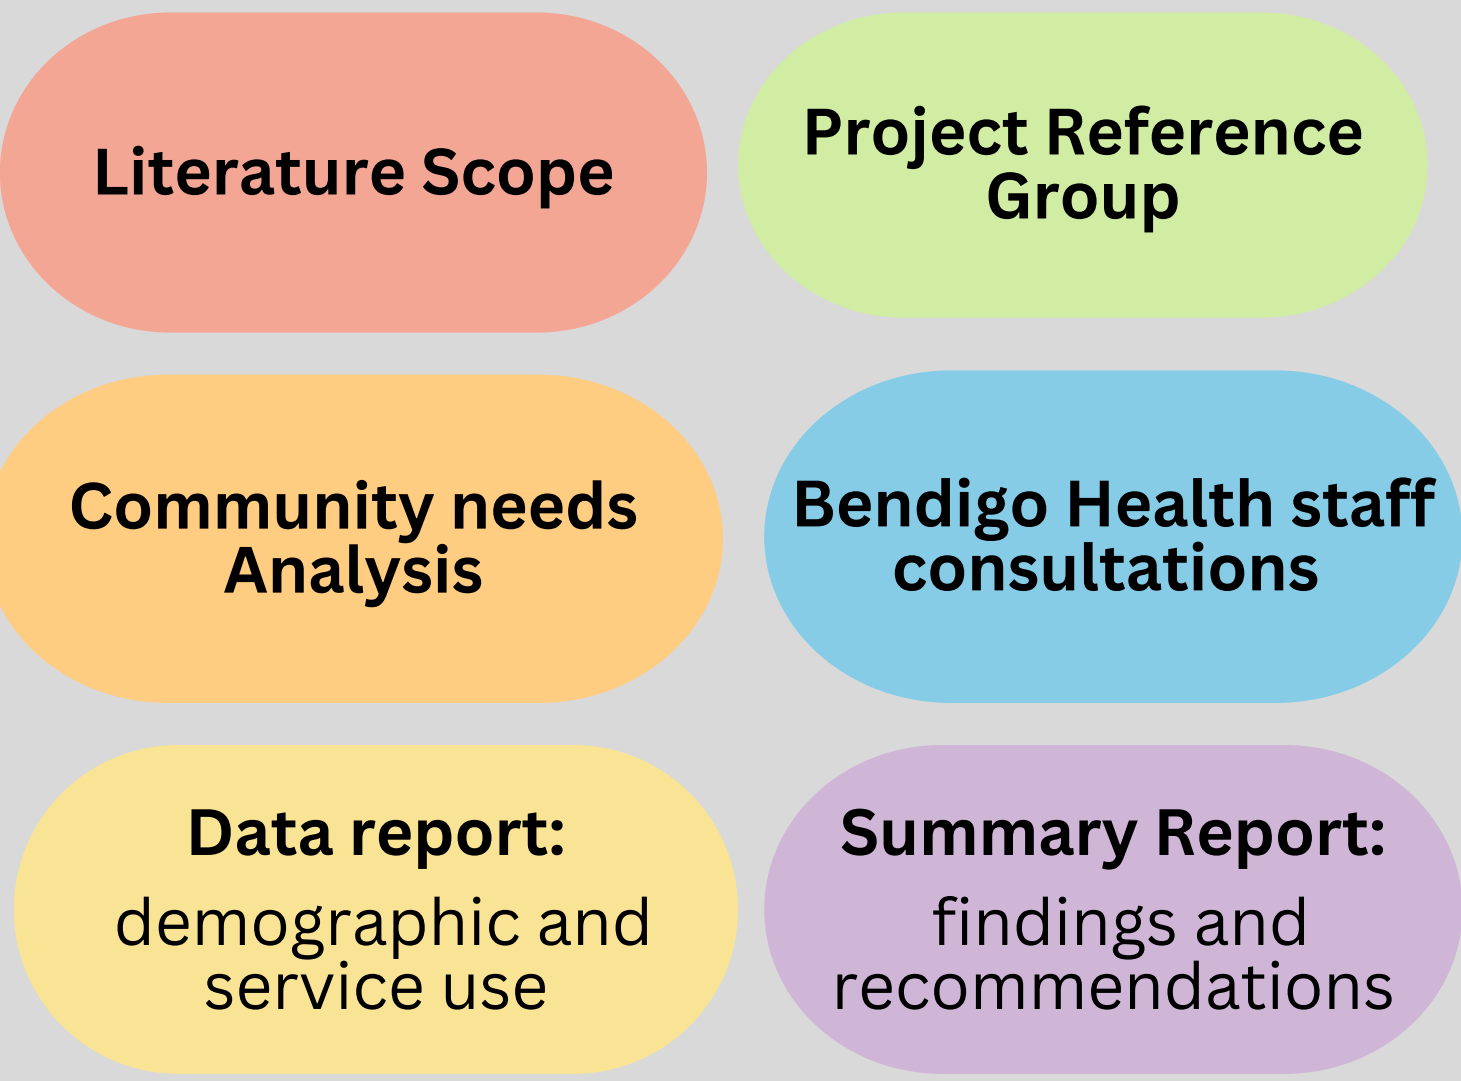 Literature Scope
Project Reference
Group
Community needs
Analysis
Bendigo Health staff
consultations
Data report:
demographic and
service use
Summary Report:
findings and
recommendations